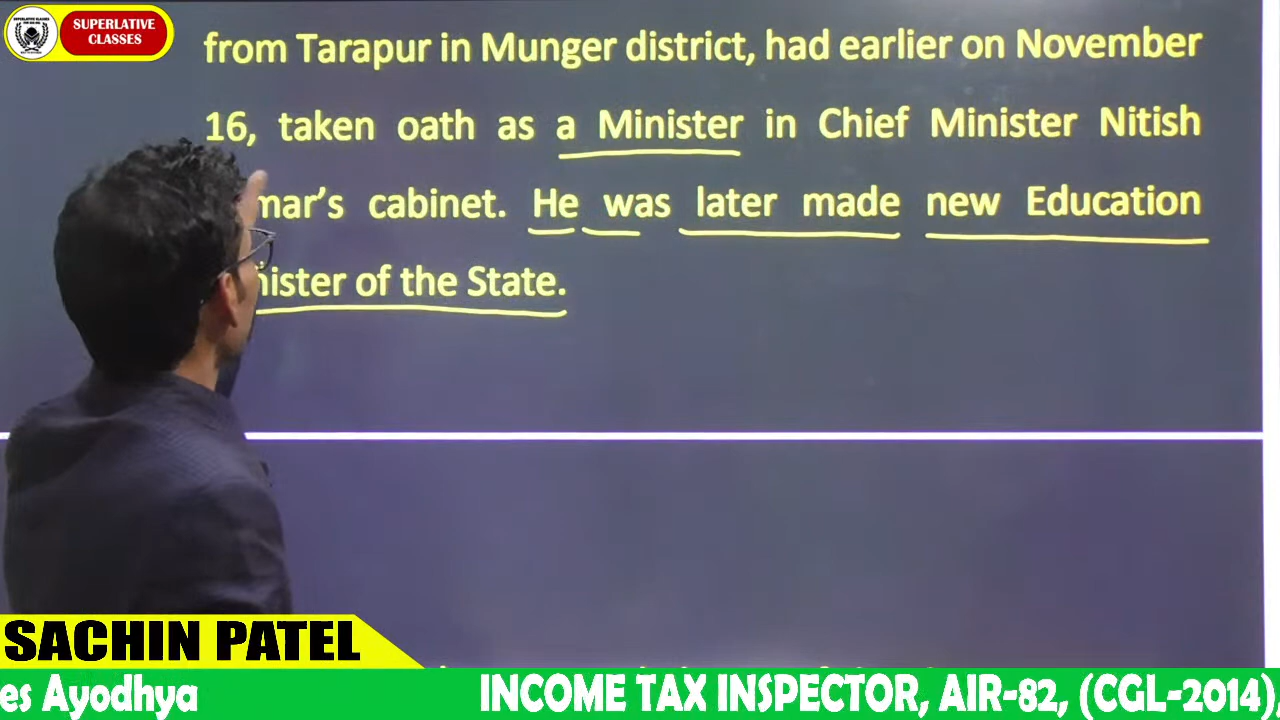 SUPERLATIVE
CLASSES
from Tarapur in Munger district, had earlier on November
16, taken oath as a Minister in Chief Minister Nitish
mar's cabinet. He was later made new Education
nister of the State.
SACHIN PATEL
es Ayodhya INCOME TAX INSPECTOR, AIR-82, (CGL-2014),